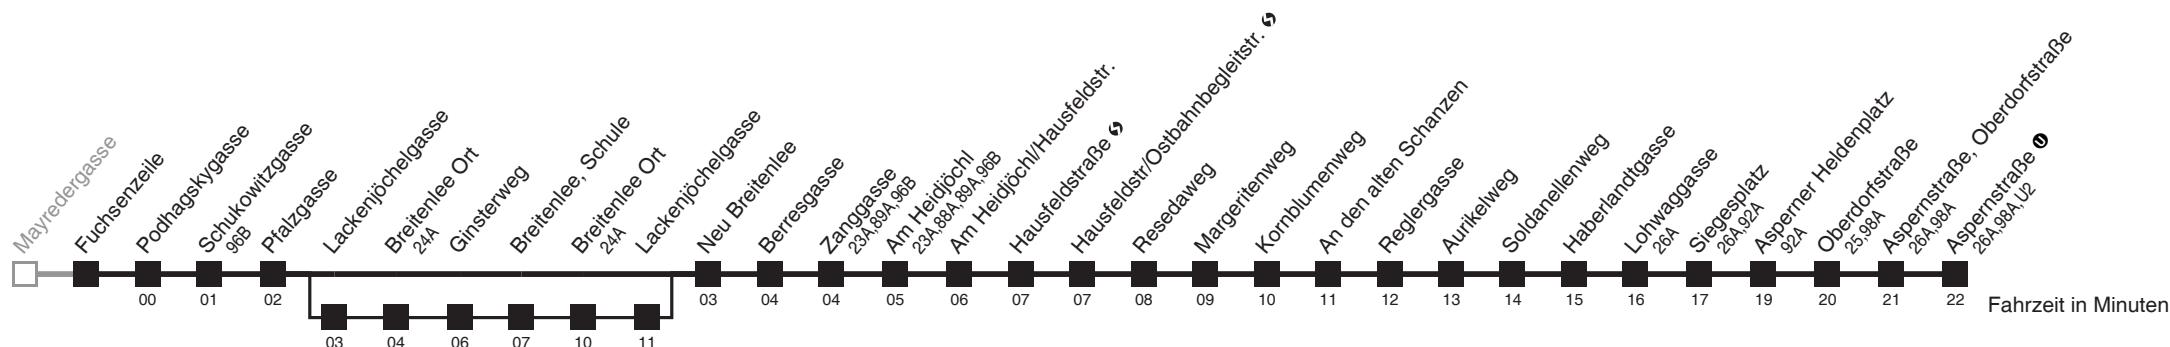 Mayredergasse
Fuchsenzeile
Podhagskygasse
Schukowitzgasse
96B
Pfalzgasse
Lackenjöchelgasse
Breitenlee Ort
24A
Ginsterweg
Breitenlee, Schule
Breitenlee Ort
24A
Lackenjöchelgasse
Neu Breitenlee
Berresgasse
Zanggasse
23A,89A,96B
Am Heidjöchl
23A,88A,89A,96B
Am Heidjöchl/Hausfeldstr.
Hausfeldstraße
Hausfeldstr/Ostbahnbegleitstr.
Resedaweg
Margeritenweg
Kornblumenweg
An den alten Schanzen
Reglergasse
Aurikelweg
Soldanellenweg
Haberlandtgasse
Lohwaggasse
26A
Siegesplatz
26A,92A
Asperner Heldenplatz
92A
Oberdorfstraße
25,98A
Aspernstraße, Oberdorfstraße
26A,98A
Aspernstraße U
26A,98A,U2
00 01 02 03 04 04 05 06 07 07 08 09 10 11 12 13 14 15 16 17 19 20 21 22
Fahrzeit in Minuten
03 04 06 07 10 11